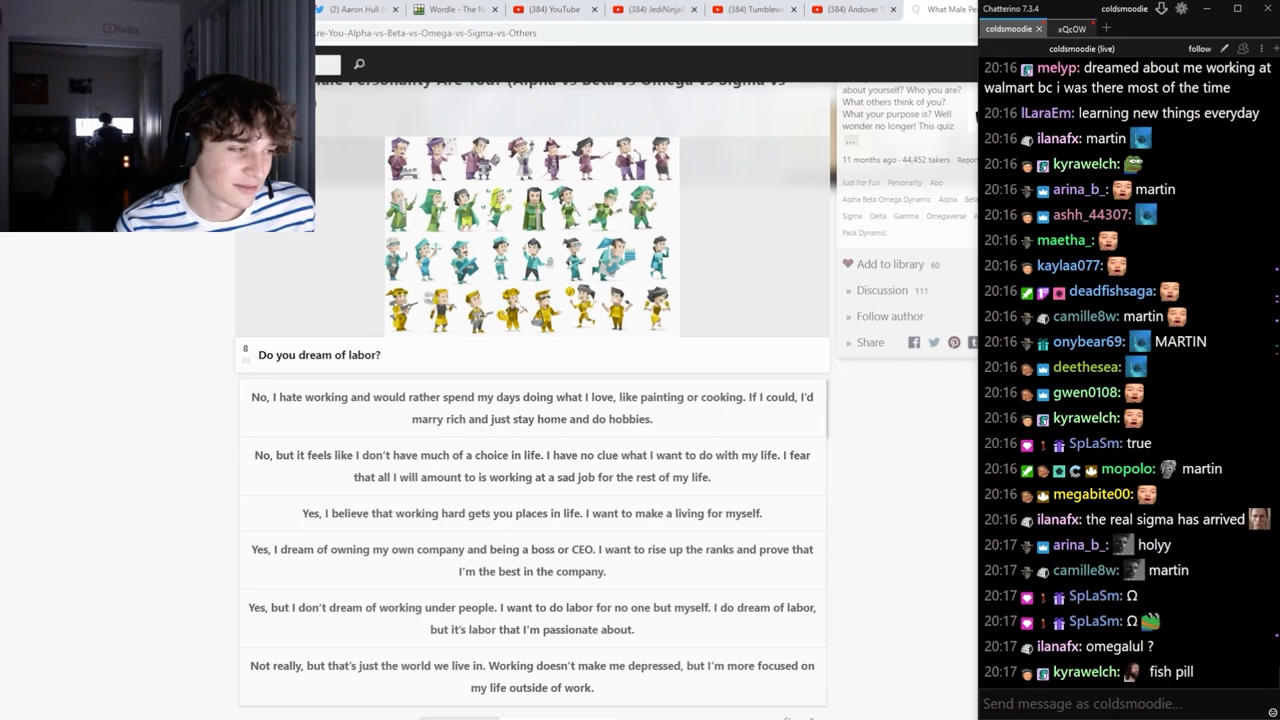 (2) Aaron Hull (
Wordle - The N
(384) YouTube
(384) JediNinja
(384) Tumblew
(384) Andover
What Male Pe
re-You-Alpha-vs-Beta-vs-Omega-vs-Sigma-vs-Others
Personality Are You? (Alpha vs Beta vs Omega vs Sigma vs
8
20
Do you dream of labor?
No, I hate working and would rather spend my days doing what I love, like painting or cooking. If I could, I'd
marry rich and just stay home and do hobbies.
No, but it feels like I don't have much of a choice in life. I have no clue what I want to do with my life. I fear
that all I will amount to is working at a sad job for the rest of my life.
Yes, I believe that working hard gets you places in life. I want to make a living for myself.
Yes, I dream of owning my own company and being a boss or CEO. I want to rise up the ranks and prove that
I'm the best in the company.
Yes, but I don't dream of working under people. I want to do labor for no one but myself. I do dream of labor,
but it's labor that I'm passionate about.
Not really, but that's just the world we live in. Working doesn't make me depressed, but I'm more focused on
my life outside of work.
about yourself? Who you are?
What others think of you?
What your purpose is? Well
wonder no longer! This quiz
...
11 months ago - 44,452 takers Report
Just For Fun Personality Abo
Alpha Beta Omega Dynamic Alpha Beta
Sigma Delta Gamma Omegaverse A
Pack Dynamic
Add to library 60
» Discussion 111
» Follow author
» Share
Chatterino 7.3.4
coldsmoodie
coldsmoodie
xQcOW
coldsmoodie (live)
follow
20:16 melyp: dreamed about me working at
walmart bc i was there most of the time
20:16 lLaraEm: learning new things everyday
20:16 ilanafx: martin
20:16 kyrawelch:
20:16 arina_b_: martin
20:16 ashh_44307:
20:16 maetha_:
20:16 kaylaa077:
20:16 deadfishsaga:
20:16 camille8w: martin
20:16 onybear69: MARTIN
20:16 deethesea:
20:16 gwen0108:
20:16 kyrawelch:
20:16 SpLaSm: true
20:16 mopolo: martin
20:16 megabite00:
20:16 ilanafx: the real sigma has arrived
20:17 arina_b_: holyy
20:17 camille8w: martin
20:17 SpLaSm: Ω
20:17 SpLaSm: Ω
20:17 ilanafx: omegalul ?
20:17 kyrawelch: fish pill
Send message as coldsmoodie...